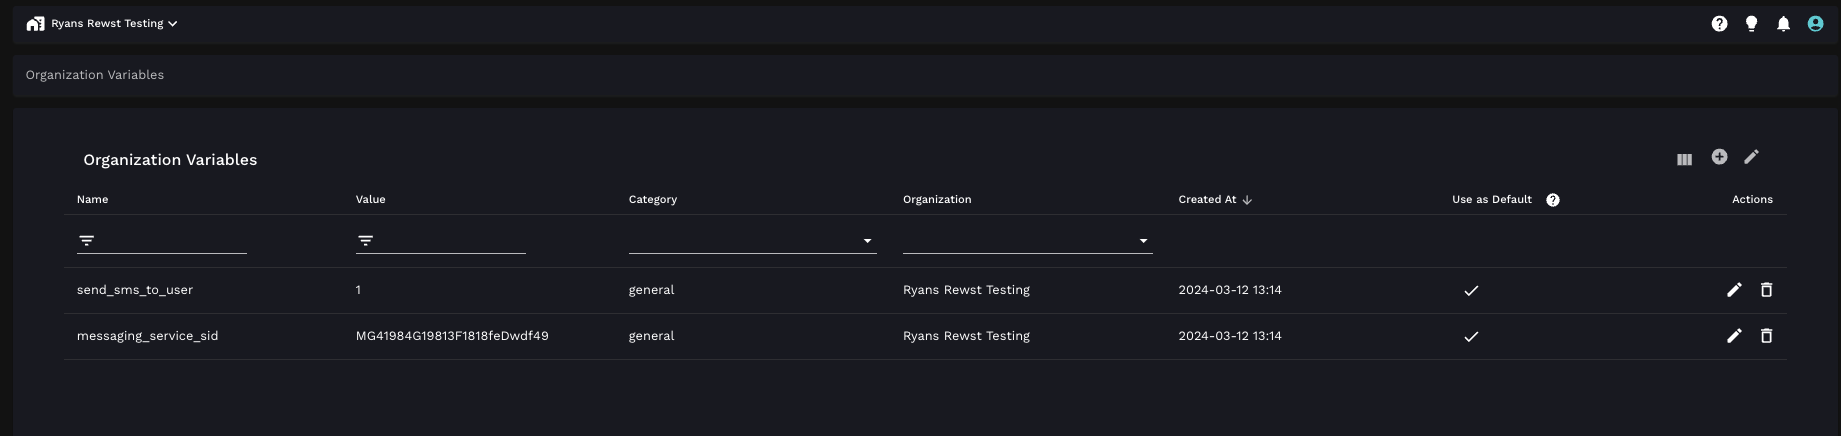 Ryans Rewst Testing
Organization Variables
Organization Variables
Name Value Category Organization Created At Use as Default Actions
send_sms_to_user 1 general Ryans Rewst Testing 2024-03-12 13:14
messaging_service_sid MG41984G19813F1818feDwdf49 general Ryans Rewst Testing 2024-03-12 13:14